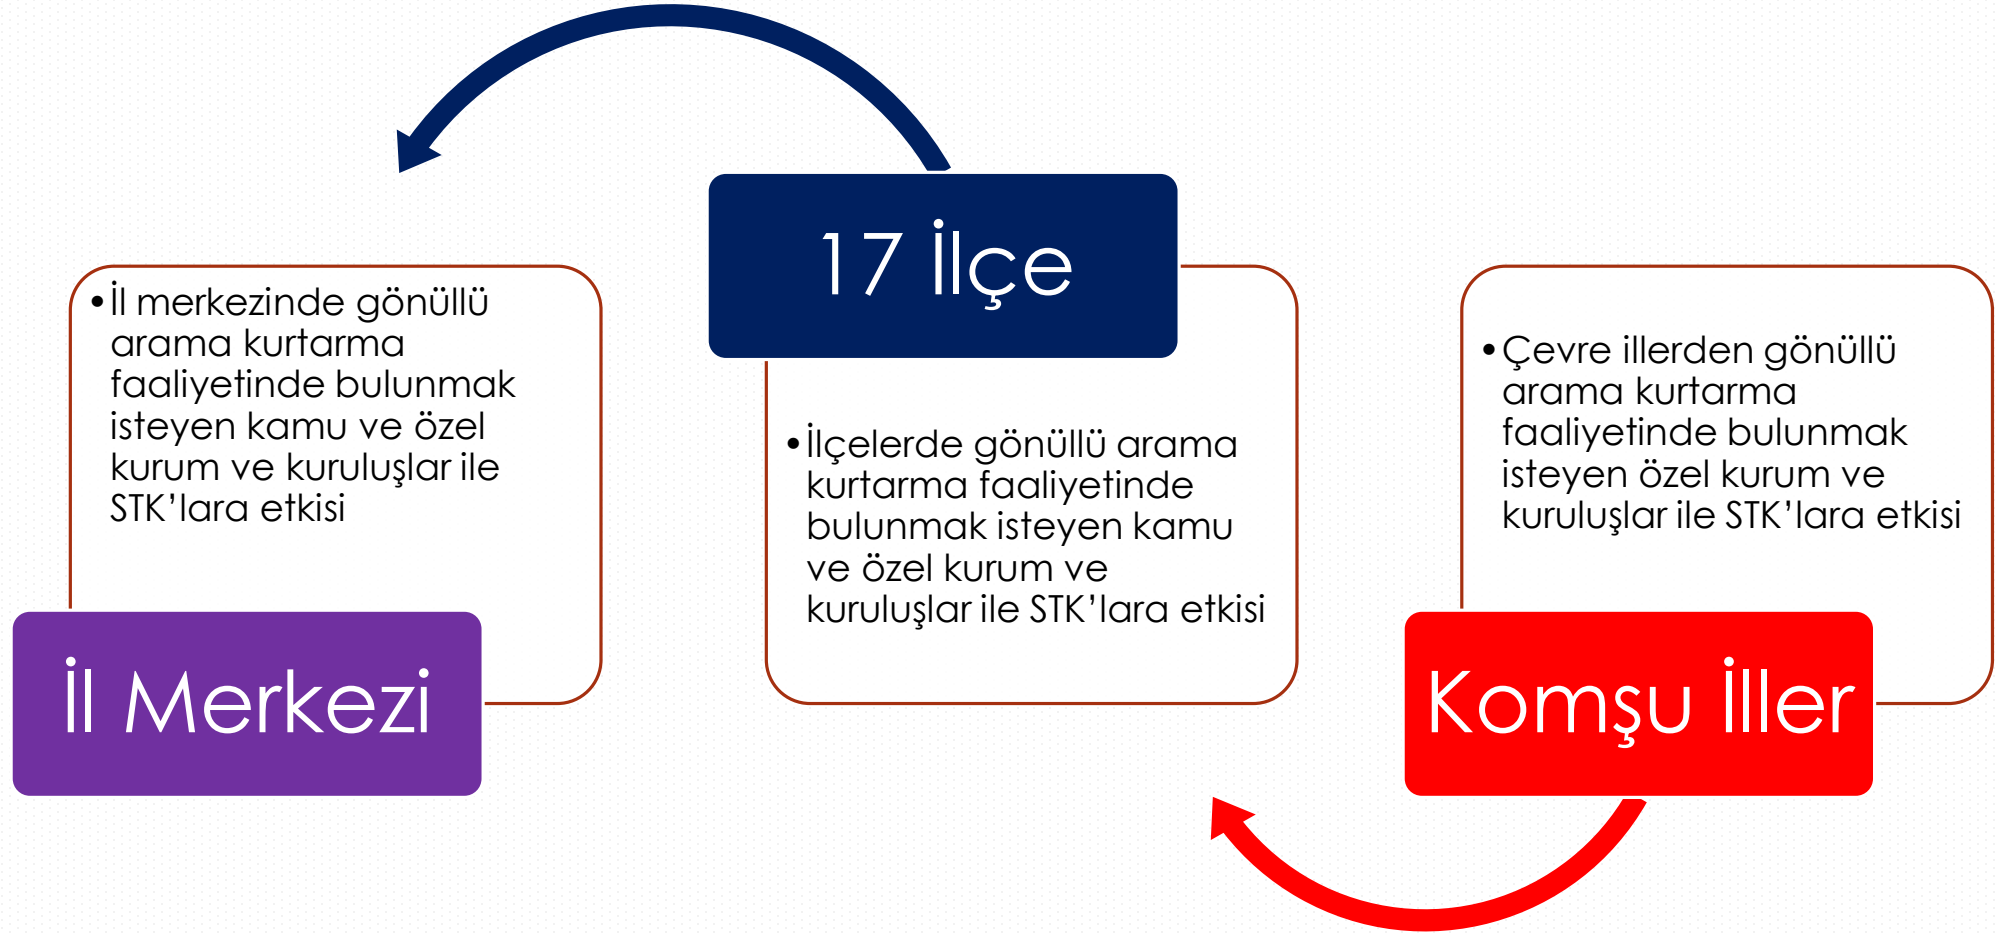 •İl merkezinde gönüllü
arama kurtarma
faaliyetinde bulunmak
isteyen kamu ve özel
kurum ve kuruluşlar ile
STK’lara etkisi
İl Merkezi
17 İlçe
•İlçelerde gönüllü arama
kurtarma faaliyetinde
bulunmak isteyen kamu
ve özel kurum ve
kuruluşlar ile STK’lara etkisi
•Çevre illerden gönüllü
arama kurtarma
faaliyetinde bulunmak
isteyen özel kurum ve
kuruluşlar ile STK’lara etkisi
Komşu İller